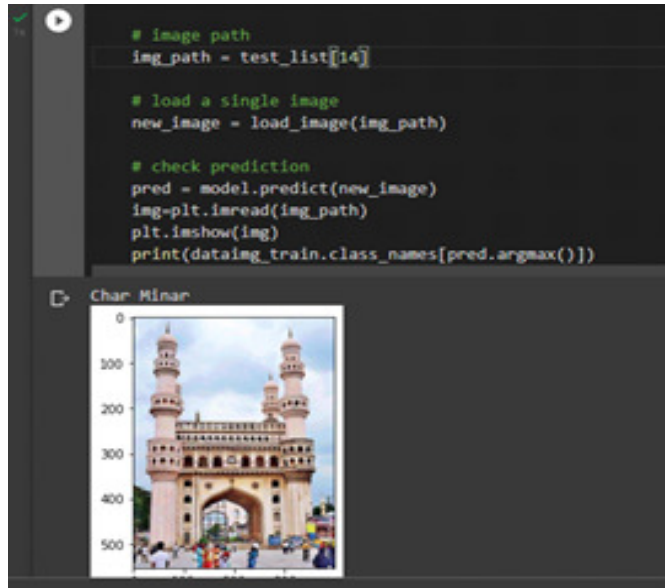 # image path
img_path = test_list[14]
# load a single image
new_image = load_image(img_path)
# check prediction
pred = model.predict(new_image)
img=plt.imread(img_path)
plt.imshow(img)
print(dataimg_train.class_names[pred.argmax()])
Char Minar
0
100
200
300
400
500